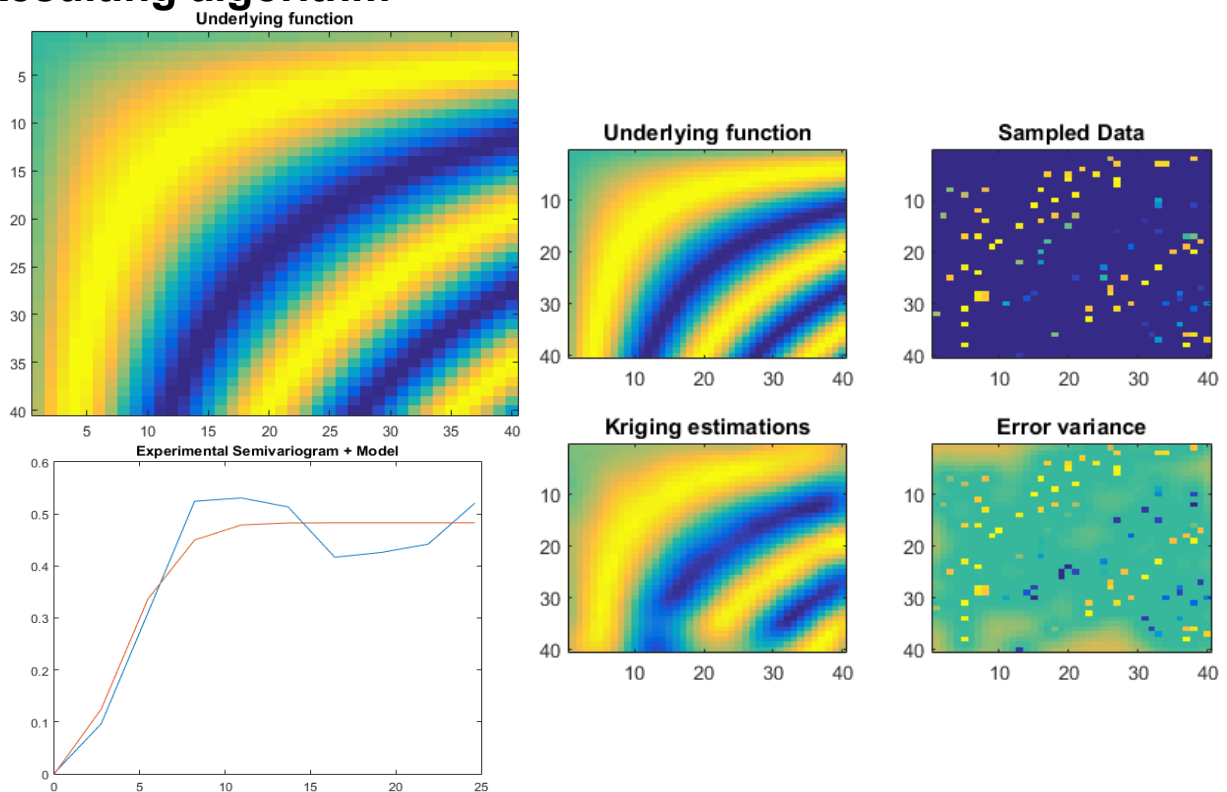 algorithm
Underlying function
5
10
15
20
25
30
35
40
5 10 15 20 25 30 35 40
Experimental Semivariogram + Model
0.6
0.5
0.4
0.3
0.2
0.1
0
0 5 10 15 20 25
Underlying function
10
20
30
40
10 20 30 40
Sampled Data
10
20
30
40
10 20 30 40
Kriging estimations
10
20
30
40
10 20 30 40
Error variance
10
20
30
40
10 20 30 40